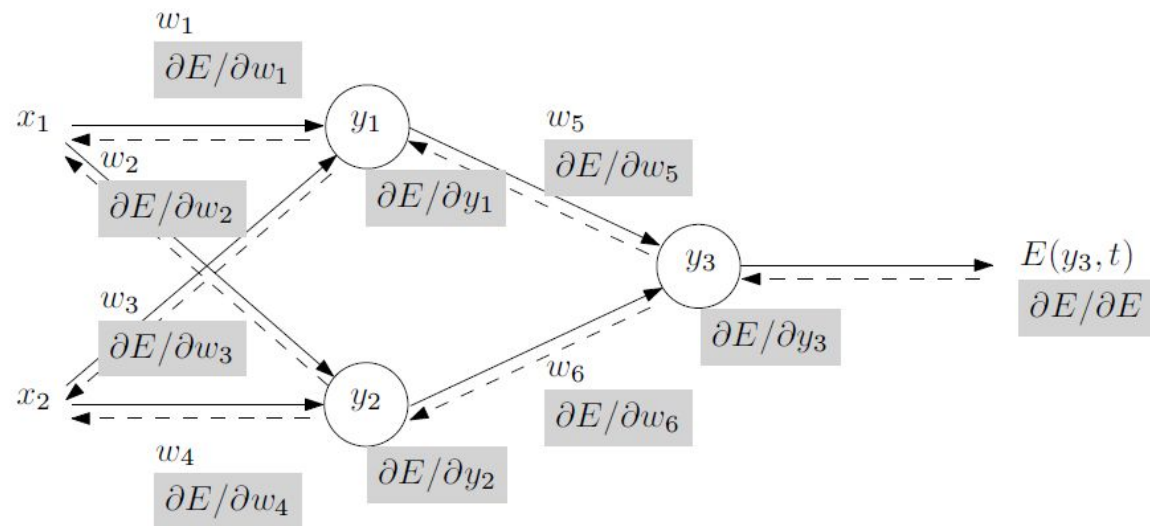 w₁
∂E/∂w₁
x₁
y₁
w₅
∂E/∂w₅
w₂
∂E/∂w₂
∂E/∂y₁
y₃
E(y₃, t)
∂E/∂E
w₃
∂E/∂w₃
∂E/∂y₃
x₂
y₂
w₆
∂E/∂w₆
w₄
∂E/∂w₄
∂E/∂y₂